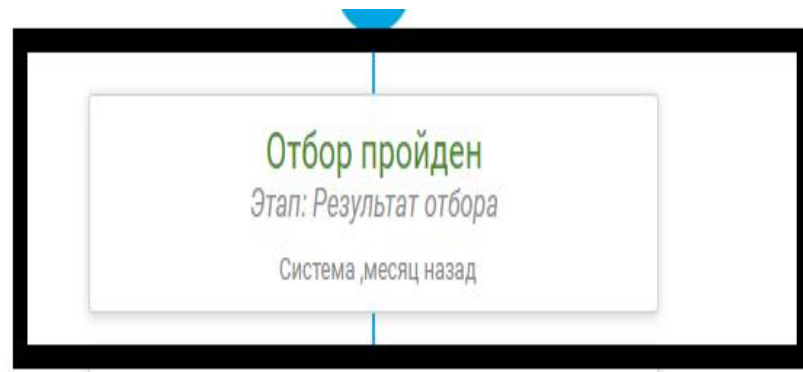 Отбор пройден
Этап: Результат отбора
Система ,месяц назад